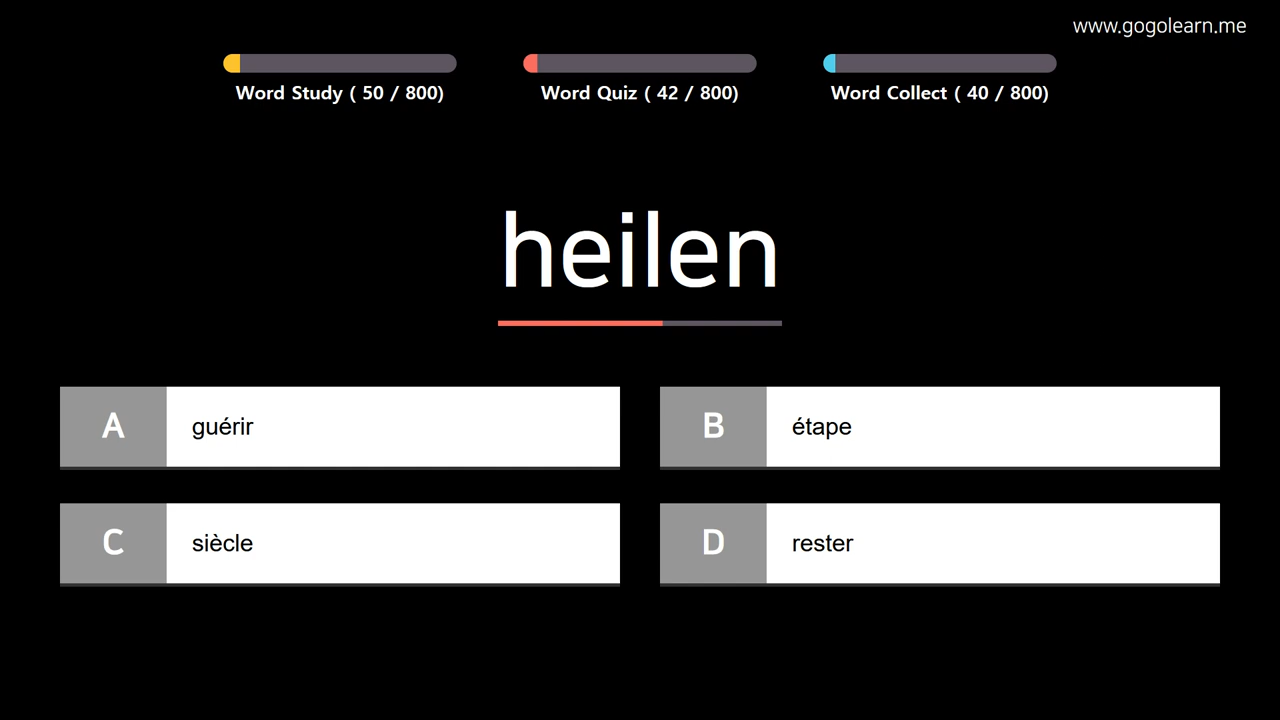 www.gogolearn.me
Word Study ( 50 / 800)
Word Quiz ( 42 / 800)
Word Collect ( 40 / 800)
heilen
A guérir
B étape
C siècle
D rester